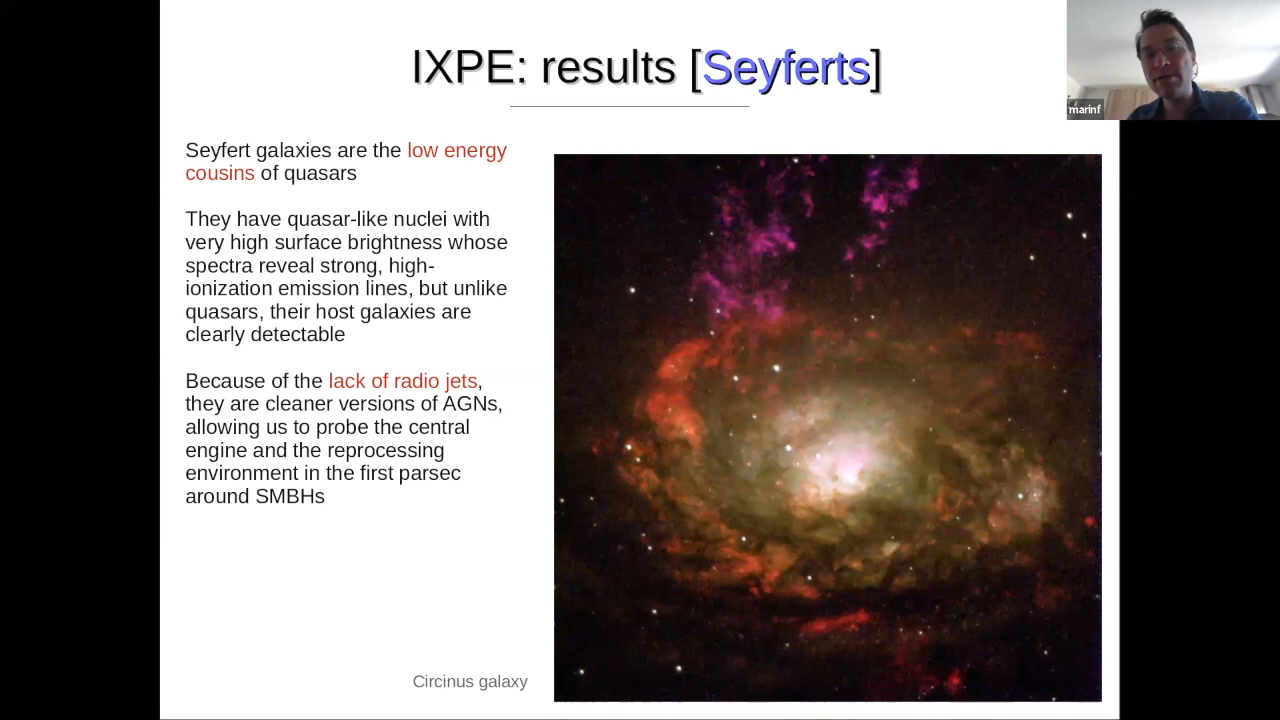 IXPE: results [Seyferts]
marinf
Seyfert galaxies are the low energy
cousins of quasars
They have quasar-like nuclei with
very high surface brightness whose
spectra reveal strong, high-
ionization emission lines, but unlike
quasars, their host galaxies are
clearly detectable
Because of the lack of radio jets,
they are cleaner versions of AGNs,
allowing us to probe the central
engine and the reprocessing
environment in the first parsec
around SMBHs
Circinus galaxy